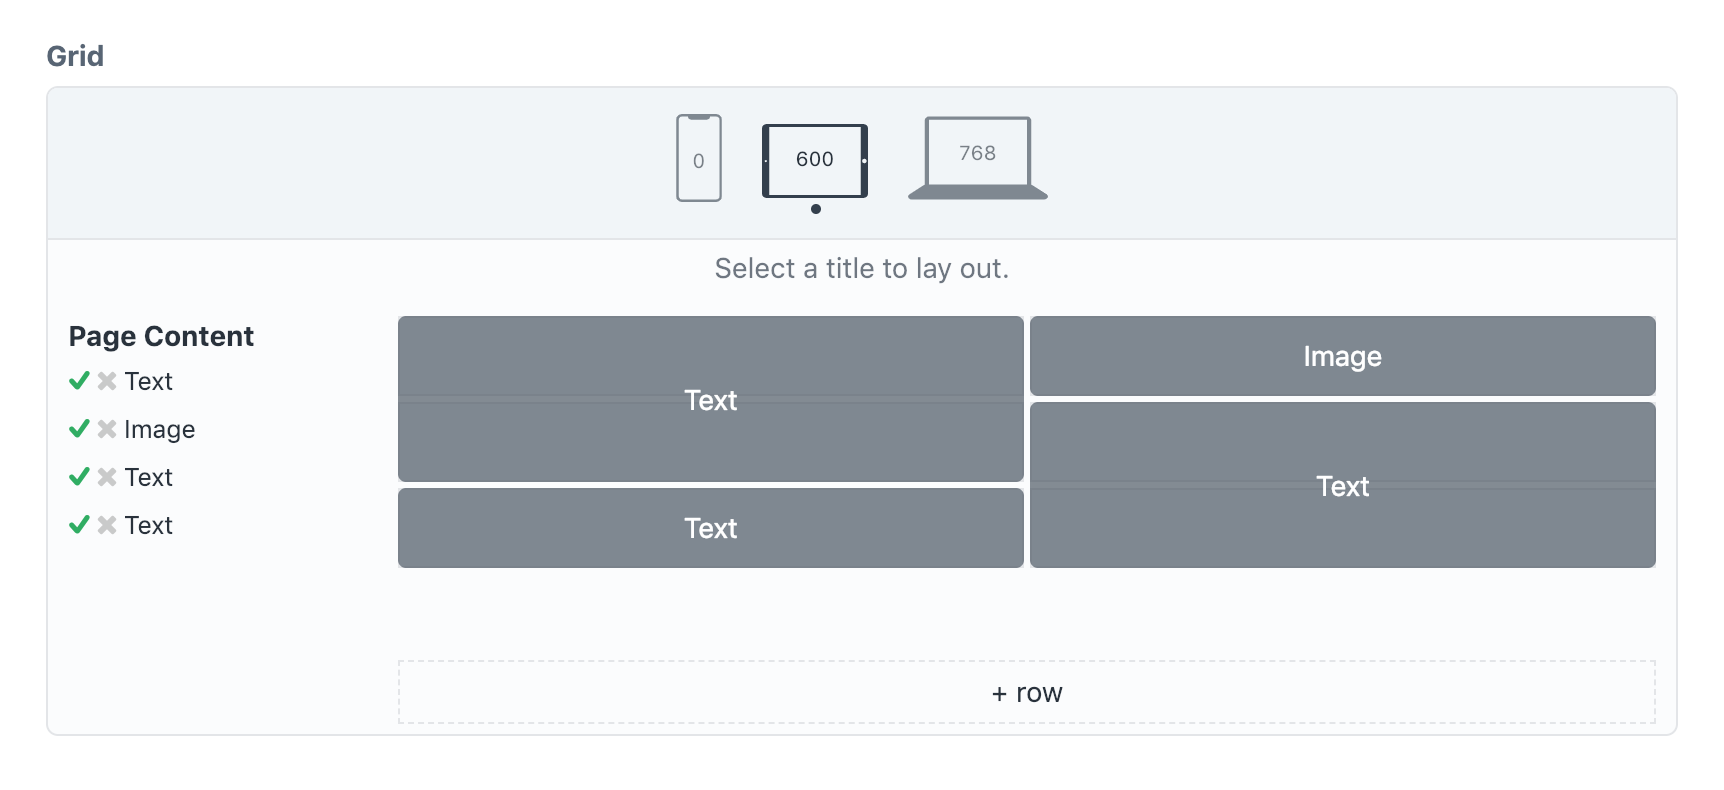 Grid
0
600
768
Select a title to lay out.
Page Content
Text
Image
Text
Text
Text
Image
Text
Text
+ row